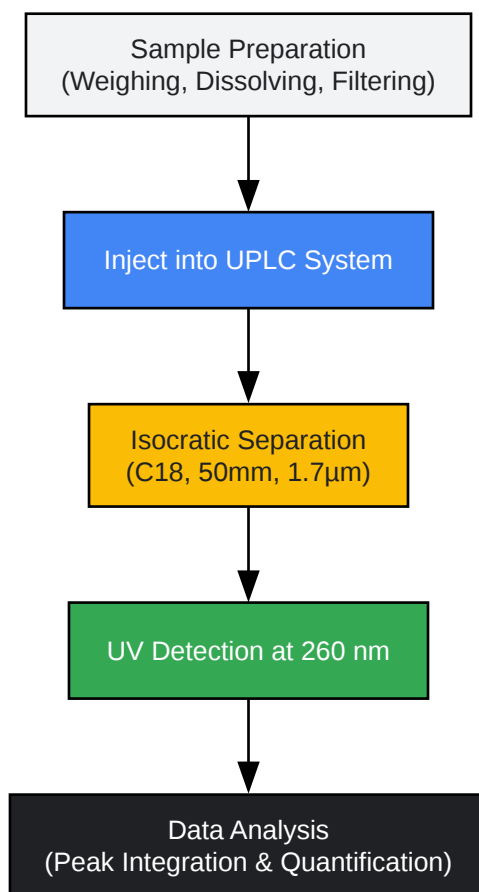 Sample Preparation
(Weighing, Dissolving, Filtering)
Inject into UPLC System
Isocratic Separation
(C18, 50mm, 1.7µm)
UV Detection at 260 nm
Data Analysis
(Peak Integration & Quantification)